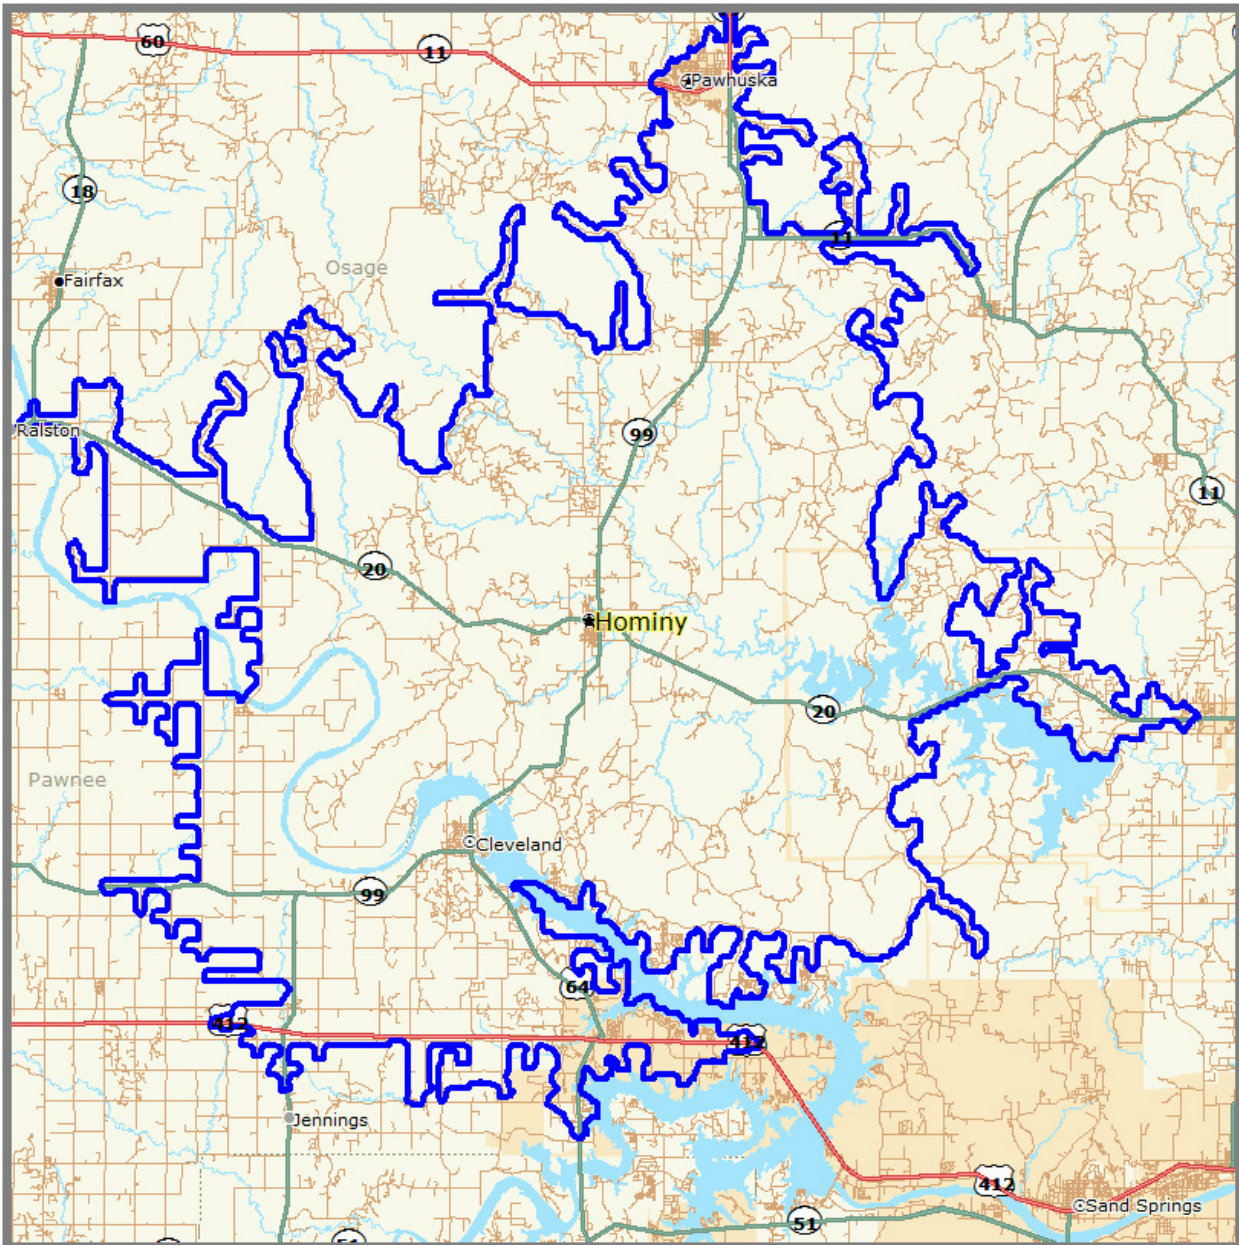 60
11
Pawhuska
18
11
Osage
Fairfax
Ralston
99
11
20
Hominy
20
Pawnee
Cleveland
99
64
412
412
Jennings
412
Sand Springs
51